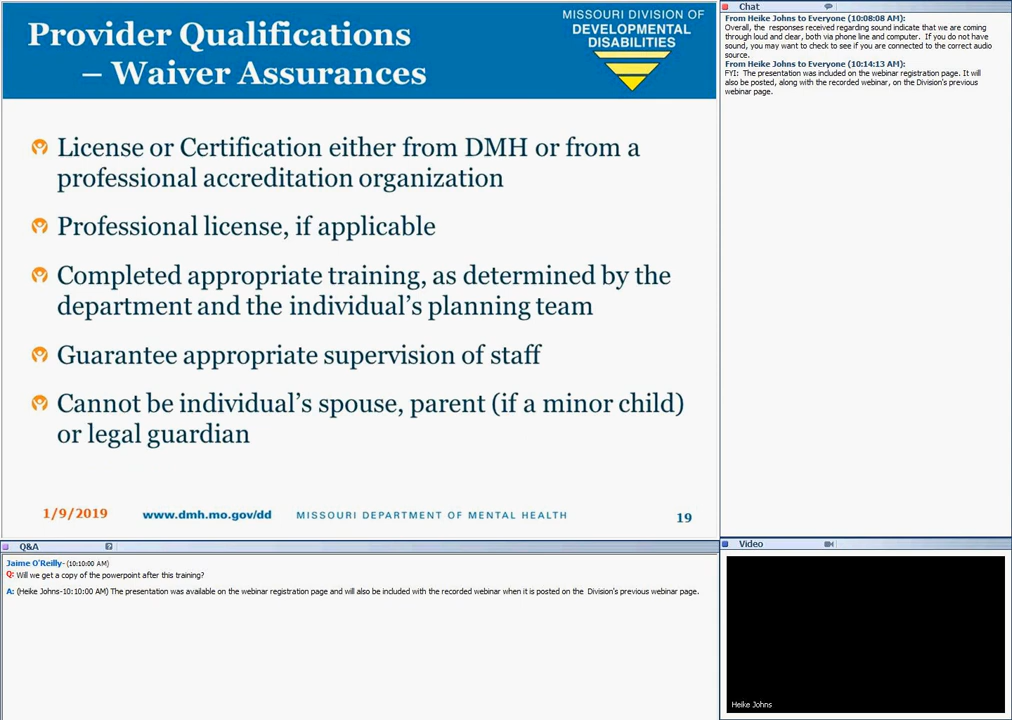 Provider Qualifications
– Waiver Assurances
MISSOURI DIVISION OF
DEVELOPMENTAL
DISABILITIES
License or Certification either from DMH or from a
professional accreditation organization
Professional license, if applicable
Completed appropriate training, as determined by the
department and the individual's planning team
Guarantee appropriate supervision of staff
Cannot be individual's spouse, parent (if a minor child)
or legal guardian
1/9/2019
www.dmh.mo.gov/dd
MISSOURI DEPARTMENT OF MENTAL HEALTH
19
Chat
From Heike Johns to Everyone (10:08:08 AM):
Overall, the responses received regarding sound indicate that we are coming
through loud and clear, both via phone line and computer. If you do not have
sound, you may want to check to see if you are connected to the correct audio
source.
From Heike Johns to Everyone (10:14:13 AM):
FYI: The presentation was included on the webinar registration page. It will
also be posted, along with the recorded webinar, on the Division's previous
webinar page.
Q&A
Jaime O'Reilly- (10:10:00 AM)
Q: Will we get a copy of the powerpoint after this training?
A: (Heike Johns-10:10:00 AM) The presentation was available on the webinar registration page and will also be included with the recorded webinar when it is posted on the Division's previous webinar page.
Video
Heike Johns